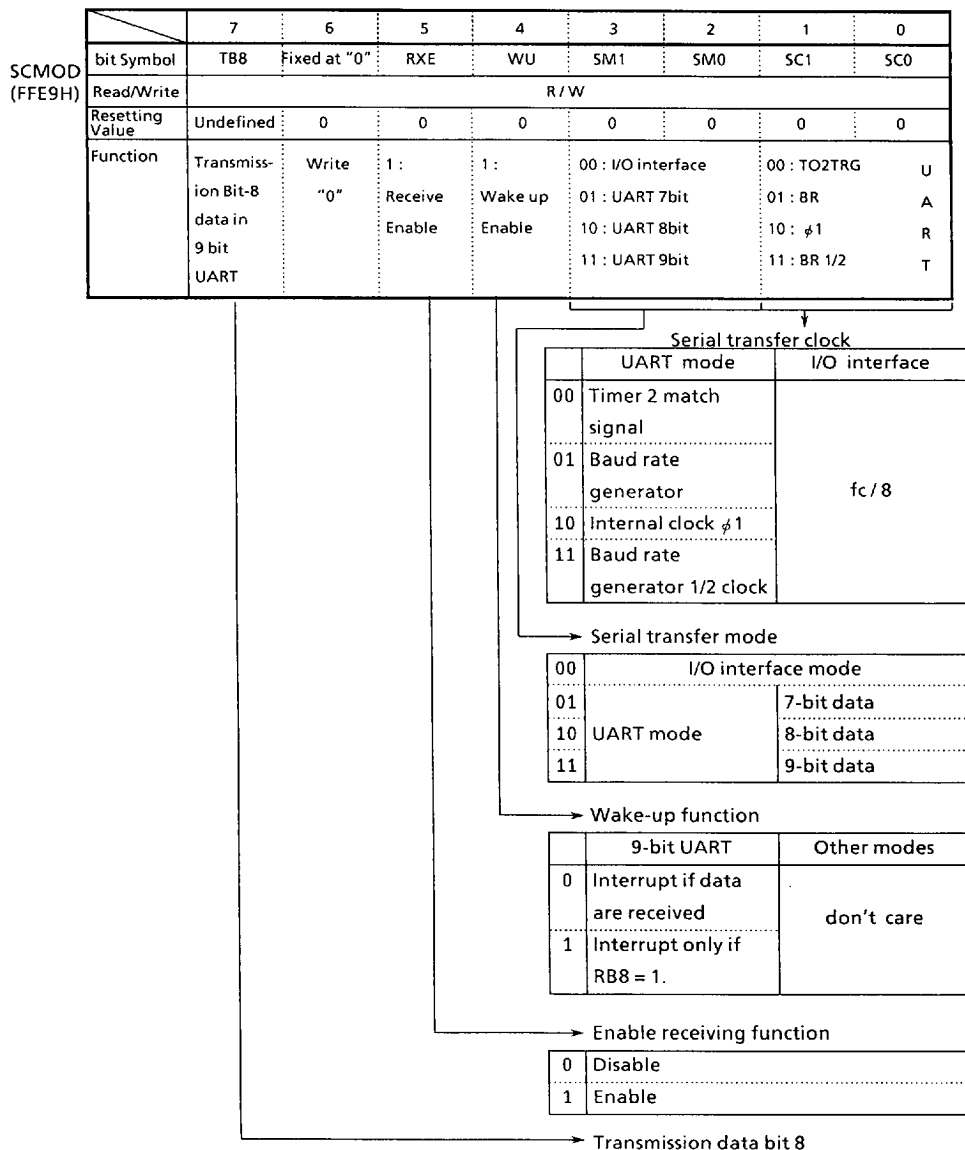 7 6 5 4 3 2 1 0
SCMOD (FFE9H)
bit Symbol TB8 Fixed at "0" RXE WU SM1 SM0 SC1 SC0
Read/Write R/W
Resetting Value Undefined 0 0 0 0 0 0 0
Function Transmiss- Write 1 : 1 : 00 : I/O interface 00 : TO2TRG U
ion Bit-8 "0" Receive Wake up 01 : UART 7bit 01 : BR A
data in Enable Enable 10 : UART 8bit 10 : φ1 R
9 bit 11 : UART 9bit 11 : BR 1/2 T
UART
Serial transfer clock
UART mode I/O interface
00 Timer 2 match
signal
01 Baud rate
generator fc/8
10 Internal clock φ1
11 Baud rate
generator 1/2 clock
Serial transfer mode
00 I/O interface mode
01 7-bit data
10 UART mode 8-bit data
11 9-bit data
Wake-up function
9-bit UART Other modes
0 Interrupt if data
are received don't care
1 Interrupt only if
RB8 = 1.
Enable receiving function
0 Disable
1 Enable
Transmission data bit 8